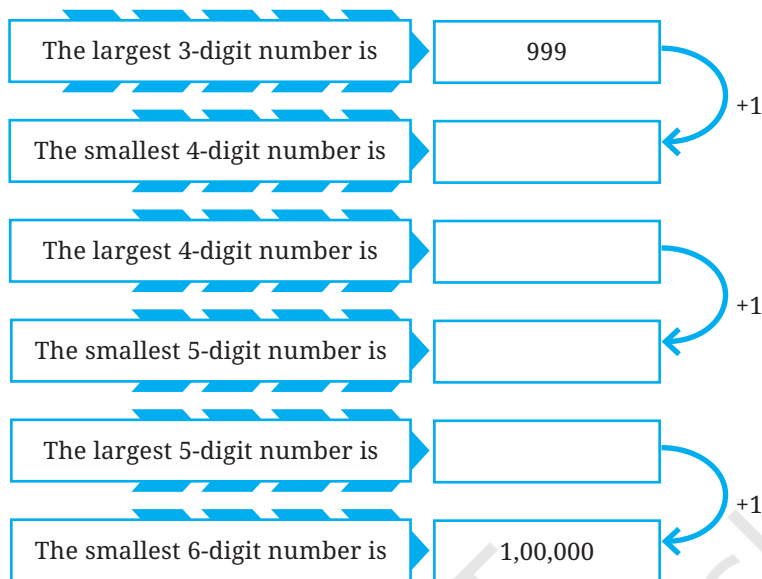 The largest 3-digit number is 999
+1
The smallest 4-digit number is
The largest 4-digit number is
+1
The smallest 5-digit number is
The largest 5-digit number is
+1
The smallest 6-digit number is 1,00,000